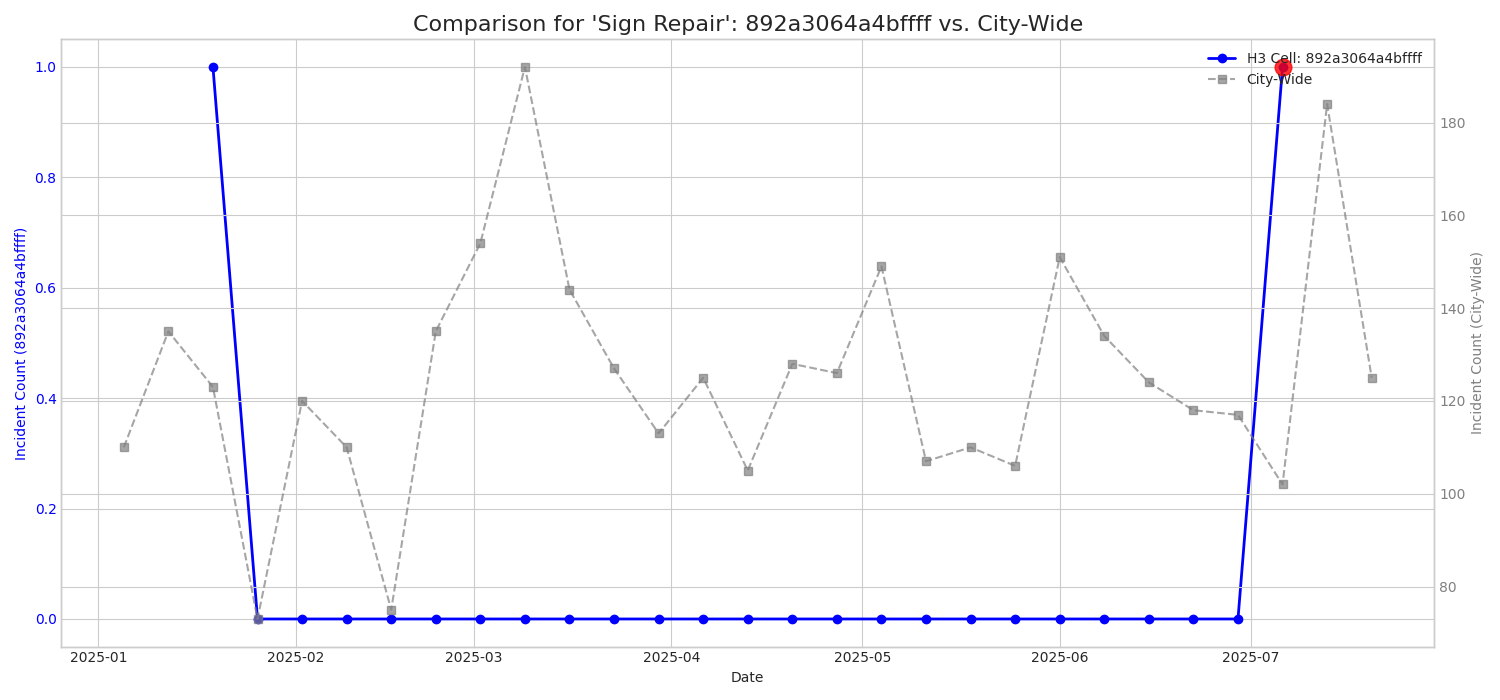 Comparison for 'Sign Repair': 892a3064a4bffff vs. City-Wide
H3 Cell: 892a3064a4bffff
City-Wide
Incident Count (892a3064a4bffff)
1.0
0.8
0.6
0.4
0.2
0.0
180
160
140
120
100
80
Incident Count (City-Wide)
2025-01 2025-02 2025-03 2025-04 2025-05 2025-06 2025-07
Date